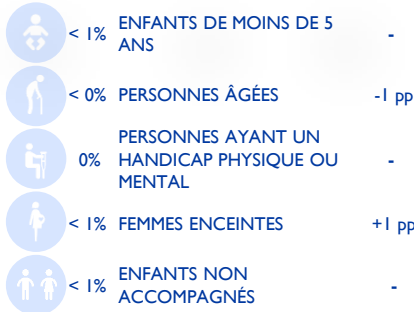 < 1% ENFANTS DE MOINS DE 5 -
ANS
< 0% PERSONNES ÂGÉES -1 pp
PERSONNES AYANT UN
0% HANDICAP PHYSIQUE OU -
MENTAL
< 1% FEMMES ENCEINTES +1 pp
< 1% ENFANTS NON -
ACCOMPAGNÉS